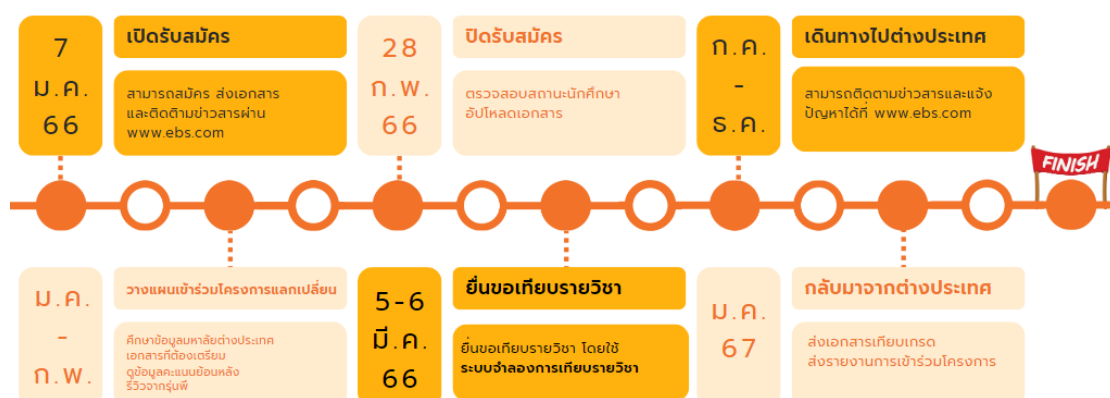 7
ม.ค.
66
เปิดรับสมัคร
สามารถสมัคร ส่งเอกสาร
และติดตามข่าวสารผ่าน
www.ebs.com
28
ก.พ.
66
ปิดรับสมัคร
ตรวจสอบสถานะนักศึกษา
อัปโหลดเอกสาร
ก.ค.
-
ธ.ค.
เดินทางไปต่างประเทศ
สามารถติดตามข่าวสารและแจ้ง
ปัญหาได้ที่ www.ebs.com
FINISH
ม.ค.
-
ก.พ.
วางแผนเข้าร่วมโครงการแลกเปลี่ยน
ศึกษาข้อมูลมหาลัยต่างประเทศ
เอกสารที่ต้องเตรียม
ดูข้อมูลคะแนนย้อนหลัง
รีวิวจากรุ่นพี่
5-6
มี.ค.
66
ยื่นขอเทียบรายวิชา
ยื่นขอเทียบรายวิชา โดยใช้
ระบบจำลองการเทียบรายวิชา
ม.ค.
67
กลับมาจากต่างประเทศ
ส่งเอกสารเทียบเกรด
ส่งรายงานการเข้าร่วมโครงการ